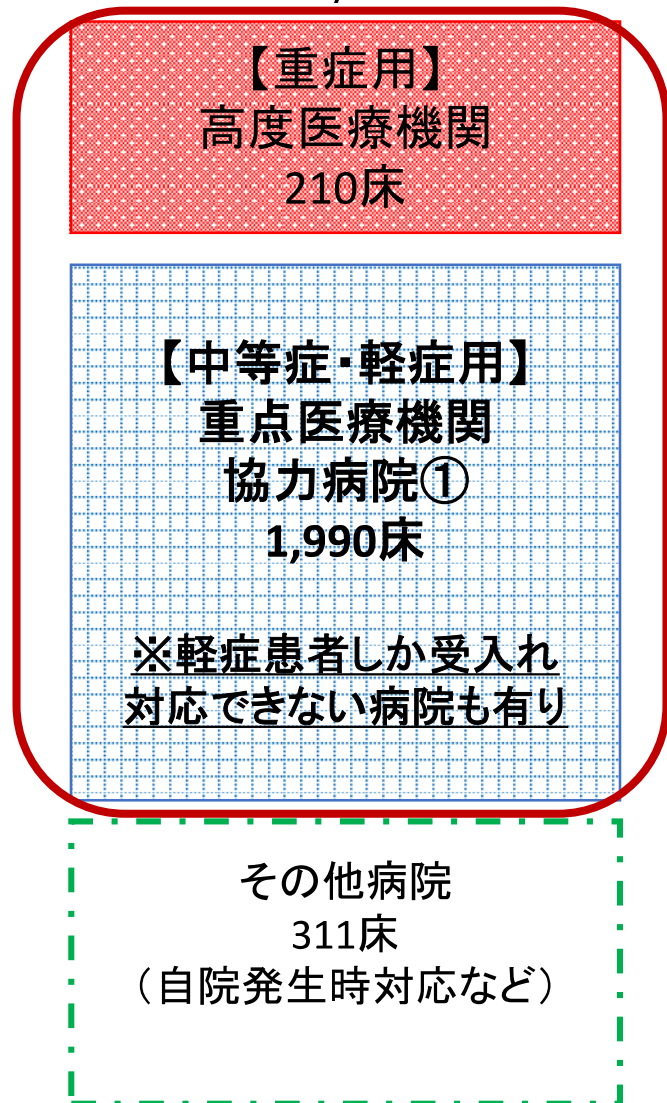 【重症用】
高度医療機関
210床
【中等症・軽症用】
重点医療機関
協力病院①
1,990床
※軽症患者しか受入れ
対応できない病院も有り
その他病院
311床
（自院発生時対応など）